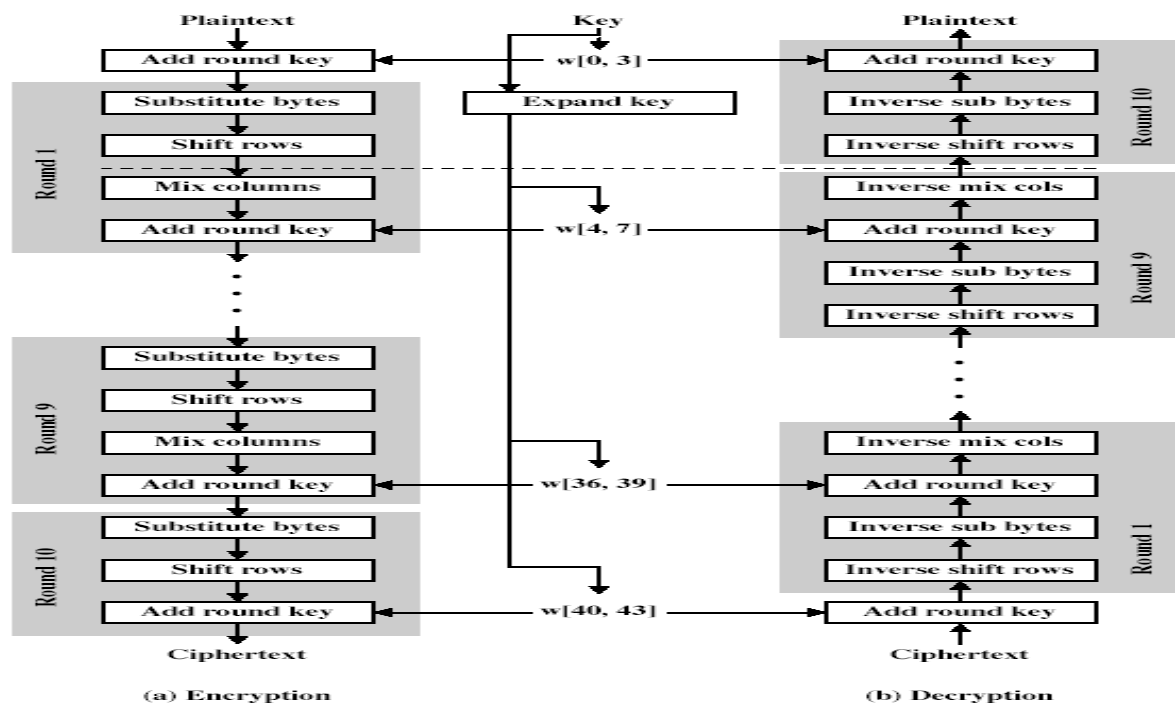 Plaintext
Add round key
Round 1
Substitute bytes
Shift rows
Mix columns
Add round key
Round 9
Substitute bytes
Shift rows
Mix columns
Add round key
Round 10
Substitute bytes
Shift rows
Add round key
Ciphertext
(a) Encryption
Key
w[0, 3]
Expand key
w[4, 7]
w[36, 39]
w[40, 43]
Plaintext
Add round key
Inverse sub bytes
Inverse shift rows
Round 10
Inverse mix cols
Add round key
Inverse sub bytes
Inverse shift rows
Round 9
Inverse mix cols
Add round key
Inverse sub bytes
Inverse shift rows
Round 1
Add round key
Ciphertext
(b) Decryption